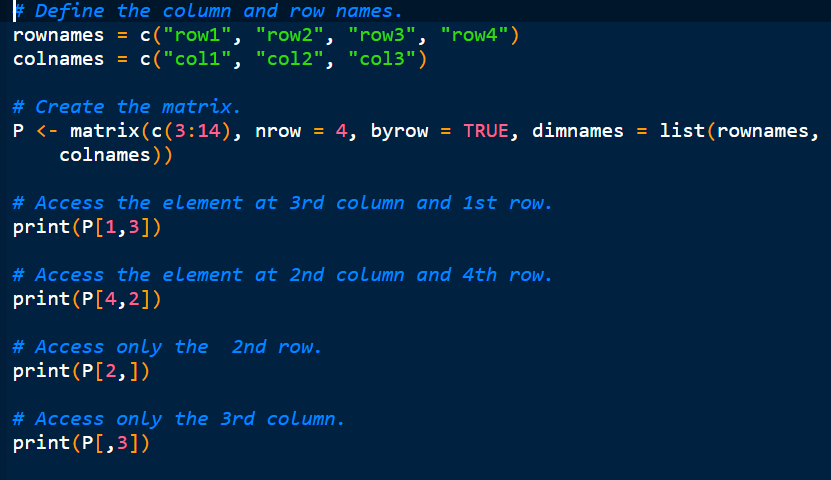 # Define the column and row names.
rownames = c("row1", "row2", "row3", "row4")
colnames = c("col1", "col2", "col3")
# Create the matrix.
P <- matrix(c(3:14), nrow = 4, byrow = TRUE, dimnames = list(rownames,
colnames))
# Access the element at 3rd column and 1st row.
print(P[1,3])
# Access the element at 2nd column and 4th row.
print(P[4,2])
# Access only the  2nd row.
print(P[2,])
# Access only the 3rd column.
print(P[,3])